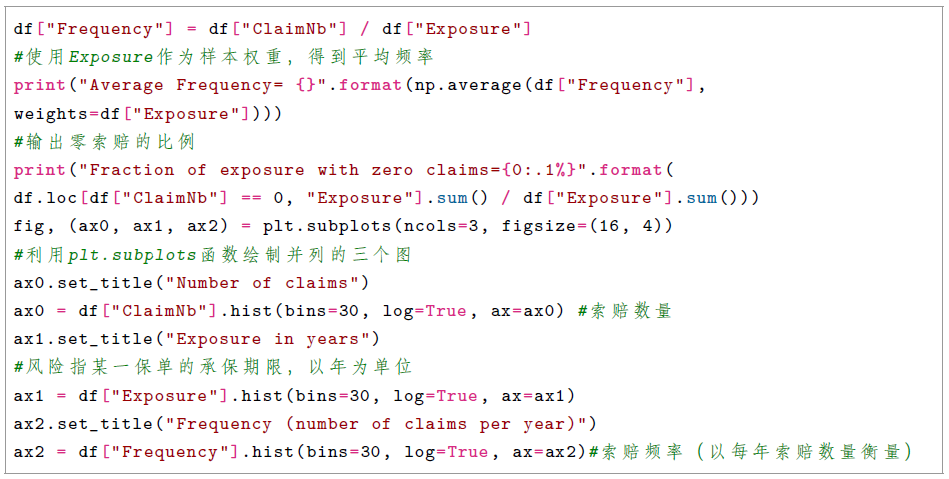 df["Frequency"] = df["ClaimNb"] / df["Exposure"]
#使用Exposure作为样本权重，得到平均频率
print("Average Frequency= {}".format(np.average(df["Frequency"],
weights=df["Exposure"])))
#输出零索赔的比例
print("Fraction of exposure with zero claims={0:.1%}".format(
df.loc[df["ClaimNb"] == 0, "Exposure"].sum() / df["Exposure"].sum()))
fig, (ax0, ax1, ax2) = plt.subplots(ncols=3, figsize=(16, 4))
#利用plt.subplots函数绘制并列的三个图
ax0.set_title("Number of claims")
ax0 = df["ClaimNb"].hist(bins=30, log=True, ax=ax0) #索赔数量
ax1.set_title("Exposure in years")
#风险指某一保单的承保期限，以年为单位
ax1 = df["Exposure"].hist(bins=30, log=True, ax=ax1)
ax2.set_title("Frequency (number of claims per year)")
ax2 = df["Frequency"].hist(bins=30, log=True, ax=ax2)#索赔频率（以每年索赔数量衡量）